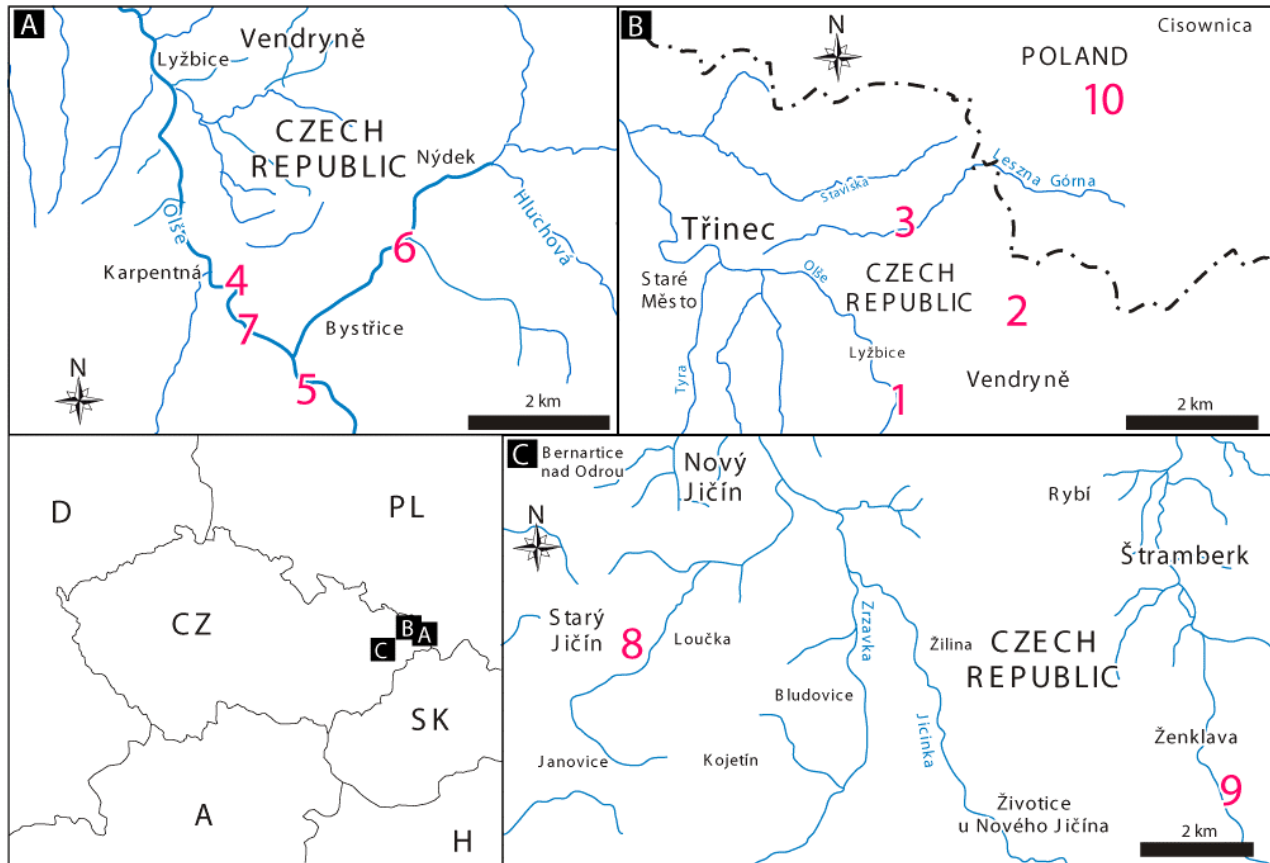 A
Vendryně
Lyžbice
CZECH
REPUBLIC
Nýdek
Olše
Hluchová
Karpentná
4
6
7
Bystřice
5
N
2 km
B
N
Cisownica
POLAND
10
Leszna Górna
Staviska
3
Třinec
Olše
Staré
Město
CZECH
REPUBLIC
2
Tyra
Lyžbice
1
Vendryně
2 km
D
PL
CZ
B
A
C
SK
A
H
C
Bernartice
nad Odrou
Nový
Jičín
N
Rybí
Štramberk
Starý
Jičín
8
Loučka
Zrzavka
Žilina
CZECH
REPUBLIC
Bludovice
Jicinka
Ženklava
Janovice
Kojetín
9
Životice
u Nového Jičína
2 km